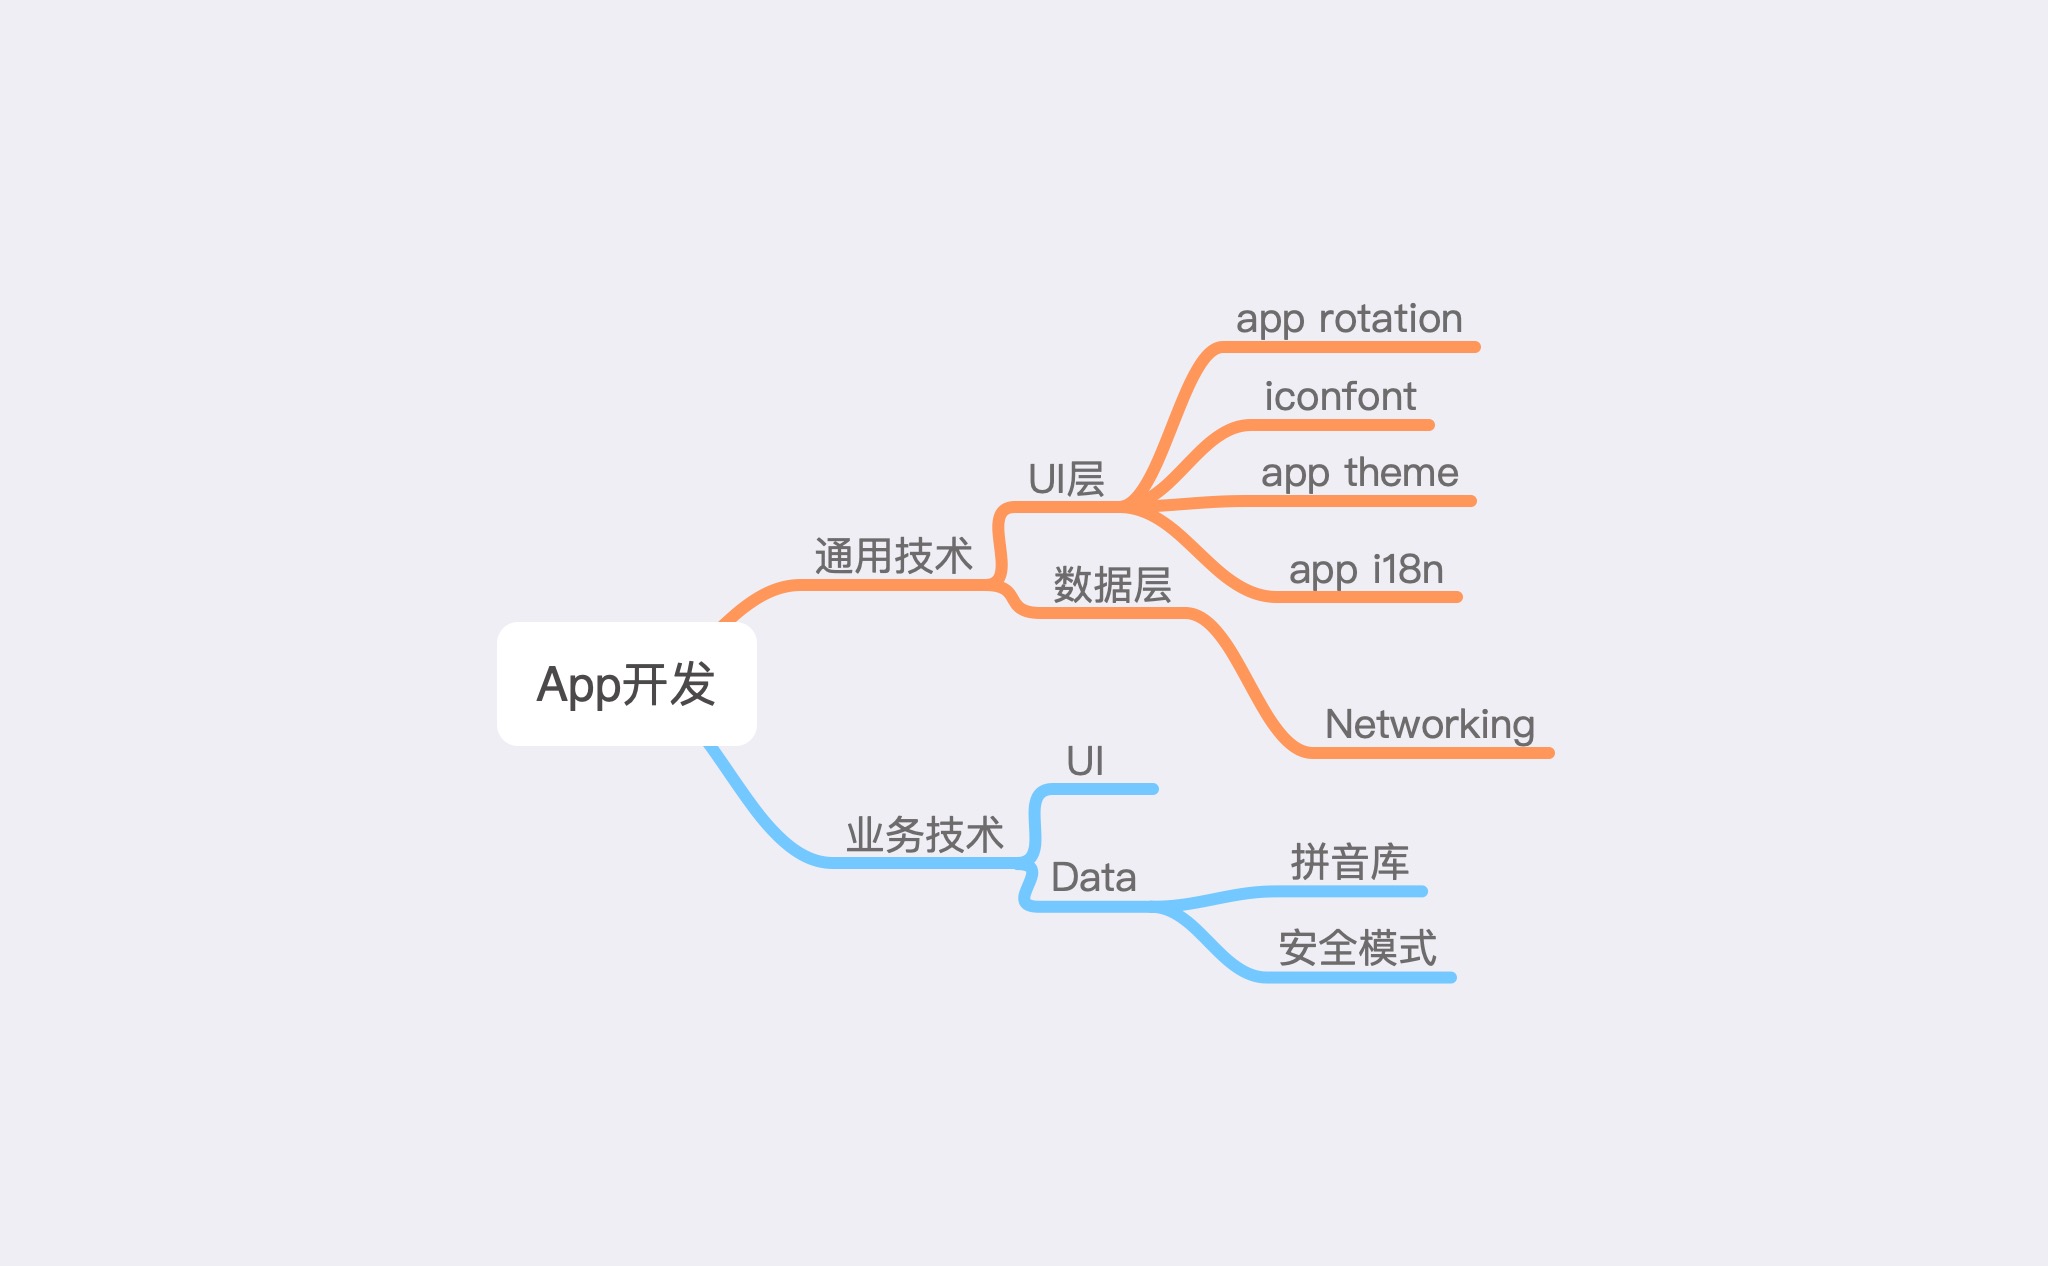 App开发
通用技术
UI层
app rotation
iconfont
app theme
app i18n
数据层
Networking
业务技术
UI
Data
拼音库
安全模式